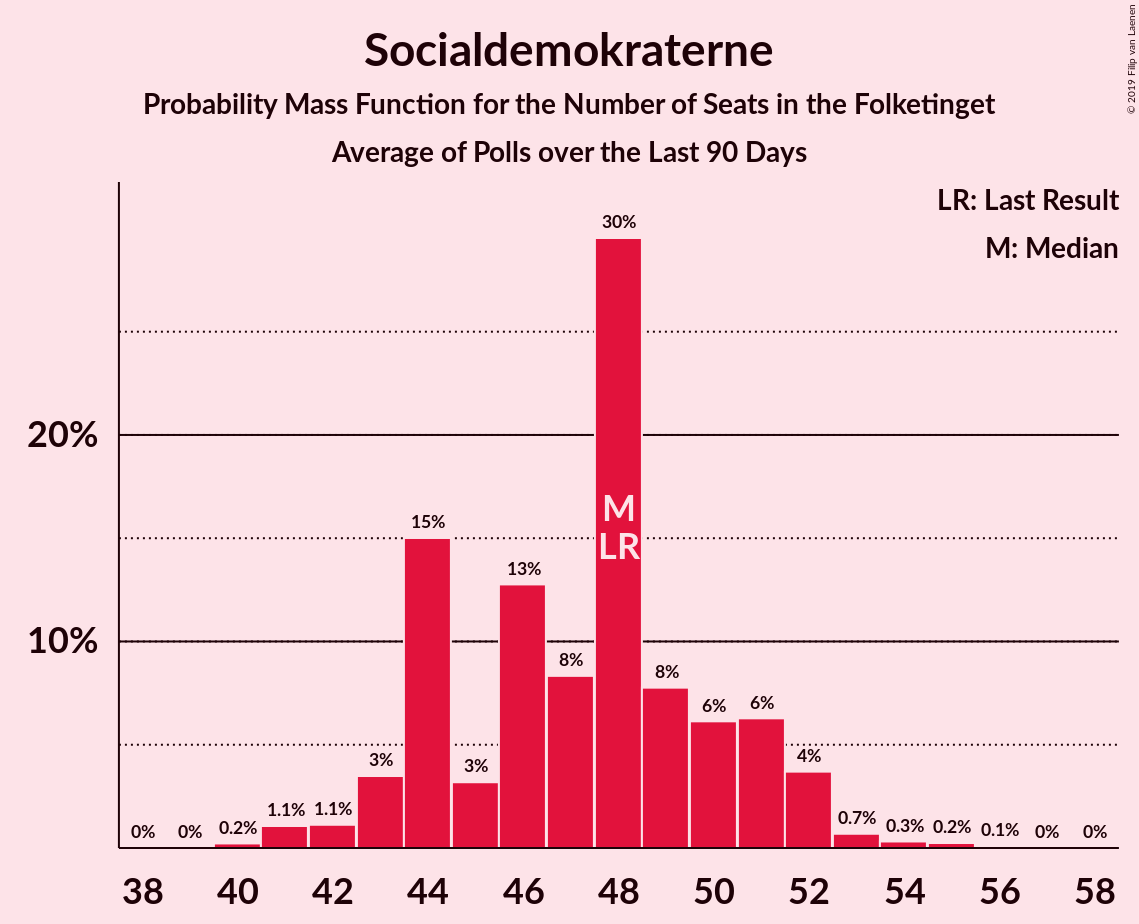 Socialdemokraterne
Probability Mass Function for the Number of Seats in the Folketinget
Average of Polls over the Last 90 Days
© 2019 Filip van Laenen
LR: Last Result
M: Median
20%
10%
0%
0%
0.2%
1.1%
1.1%
3%
15%
3%
13%
8%
30%
8%
6%
6%
4%
0.7%
0.3%
0.2%
0.1%
0%
0%
M
LR
38 40 42 44 46 48 50 52 54 56 58